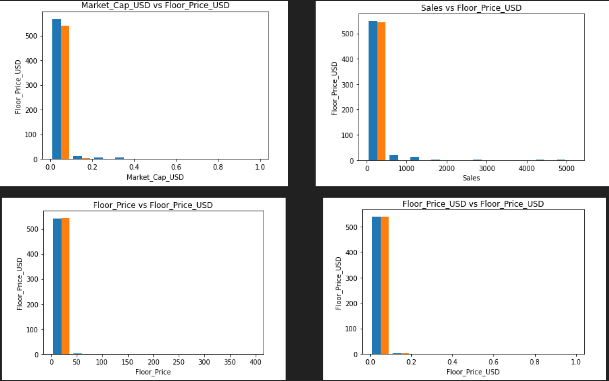 Market_Cap_USD vs Floor_Price_USD
Floor_Price_USD
500
400
300
200
100
0
0.0 0.2 0.4 0.6 0.8 1.0
Market_Cap_USD
Sales vs Floor_Price_USD
Floor_Price_USD
500
400
300
200
100
0
0 1000 2000 3000 4000 5000
Sales
Floor_Price vs Floor_Price_USD
Floor_Price_USD
500
400
300
200
100
0
0 50 100 150 200 250 300 350 400
Floor_Price
Floor_Price_USD vs Floor_Price_USD
Floor_Price_USD
500
400
300
200
100
0
0.0 0.2 0.4 0.6 0.8 1.0
Floor_Price_USD